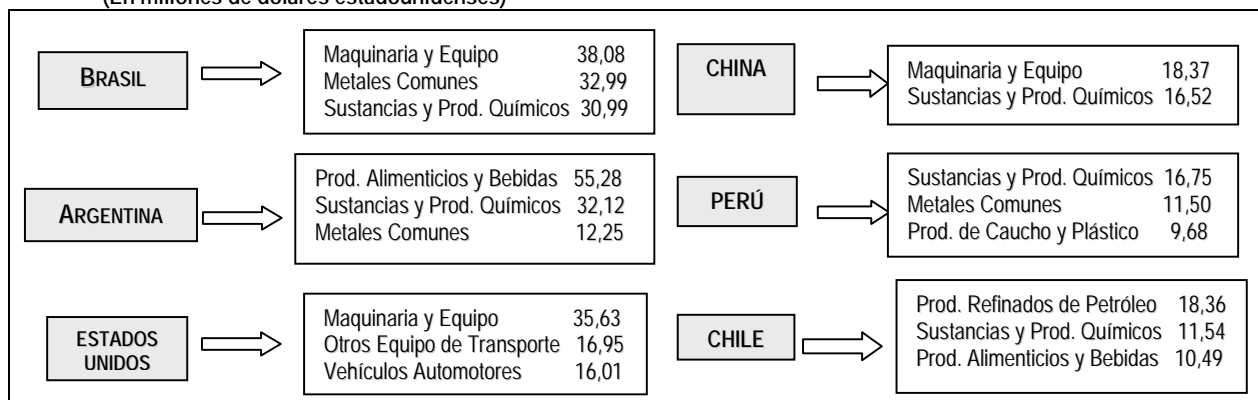 (En millones de dólares estadounidenses)
BRASIL
Maquinaria y Equipo 38,08
Metales Comunes 32,99
Sustancias y Prod. Químicos 30,99
CHINA
Maquinaria y Equipo 18,37
Sustancias y Prod. Químicos 16,52
ARGENTINA
Prod. Alimenticios y Bebidas 55,28
Sustancias y Prod. Químicos 32,12
Metales Comunes 12,25
PERÚ
Sustancias y Prod. Químicos 16,75
Metales Comunes 11,50
Prod. de Caucho y Plástico 9,68
ESTADOS
UNIDOS
Maquinaria y Equipo 35,63
Otros Equipo de Transporte 16,95
Vehículos Automotores 16,01
CHILE
Prod. Refinados de Petróleo 18,36
Sustancias y Prod. Químicos 11,54
Prod. Alimenticios y Bebidas 10,49